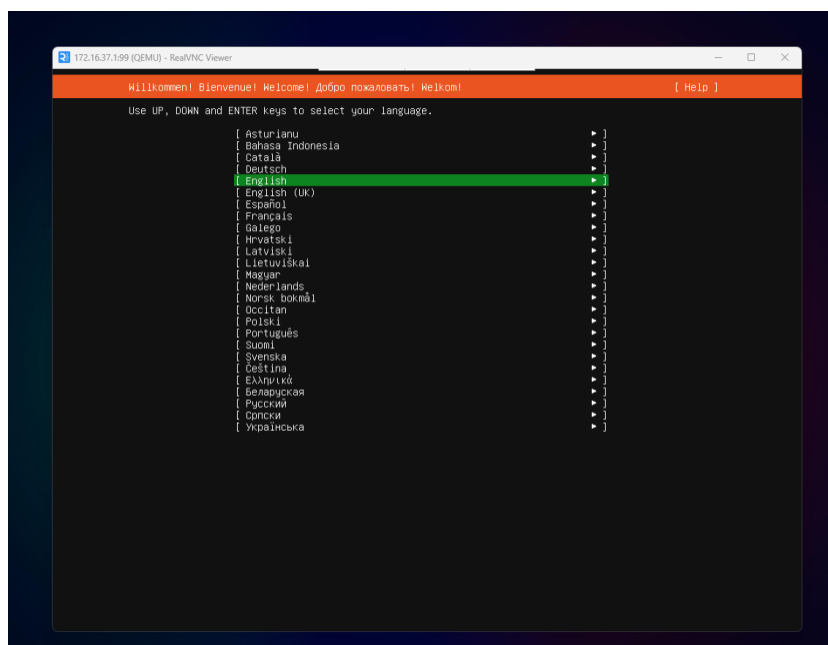 172.16.37.1:99 (QEMU) - RealVNC Viewer
Willkommen! Bienvenue! Welcome! Добро пожаловать! Welkom! [ Help ]
Use UP, DOWN and ENTER keys to select your language.
[ Asturianu ► ]
[ Bahasa Indonesia ► ]
[ Català ► ]
[ Deutsch ► ]
[ English ► ]
[ English (UK) ► ]
[ Español ► ]
[ Français ► ]
[ Galego ► ]
[ Hrvatski ► ]
[ Latviski ► ]
[ Lietuviškai ► ]
[ Magyar ► ]
[ Nederlands ► ]
[ Norsk bokmål ► ]
[ Occitan ► ]
[ Polski ► ]
[ Português ► ]
[ Suomi ► ]
[ Svenska ► ]
[ Čeština ► ]
[ Ελληνικά ► ]
[ Беларуская ► ]
[ Русский ► ]
[ Српски ► ]
[ Українська ► ]